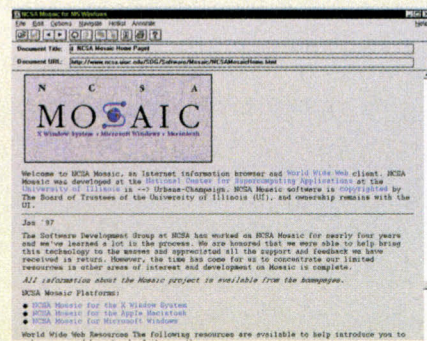 NCSA Mosaic for MS Windows
File Edit Options Navigate Hotlist Annotate Help
Document Title: NCSA Mosaic Home Page
Document URL: http://www.ncsa.uiuc.edu/SDG/Software/Mosaic/NCSAMosaicHome.html
N C S A
MOSAIC
X Window System • Microsoft Windows • Macintosh
Welcome to NCSA Mosaic, an Internet information browser and World Wide Web client. NCSA
Mosaic was developed at the National Center for Supercomputing Applications at the
University of Illinois in --> Urbana-Champaign. NCSA Mosaic software is copyrighted by
The Board of Trustees of the University of Illinois (UI), and ownership remains with the
UI.
Jan '97
The Software Development Group at NCSA has worked on NCSA Mosaic for nearly four years
and we've learned a lot in the process. We are honored that we were able to help bring
this technology to the masses and appreciated all the support and feedback we have
received in return. However, the time has come for us to concentrate our limited
resources in other areas of interest and development on Mosaic is complete.
All information about the Mosaic project is available from the homepages.
NCSA Mosaic Platforms:
● NCSA Mosaic for the X Window System
● NCSA Mosaic for the Apple Macintosh
● NCSA Mosaic for Microsoft Windows
World Wide Web Resources The following resources are available to help introduce you to